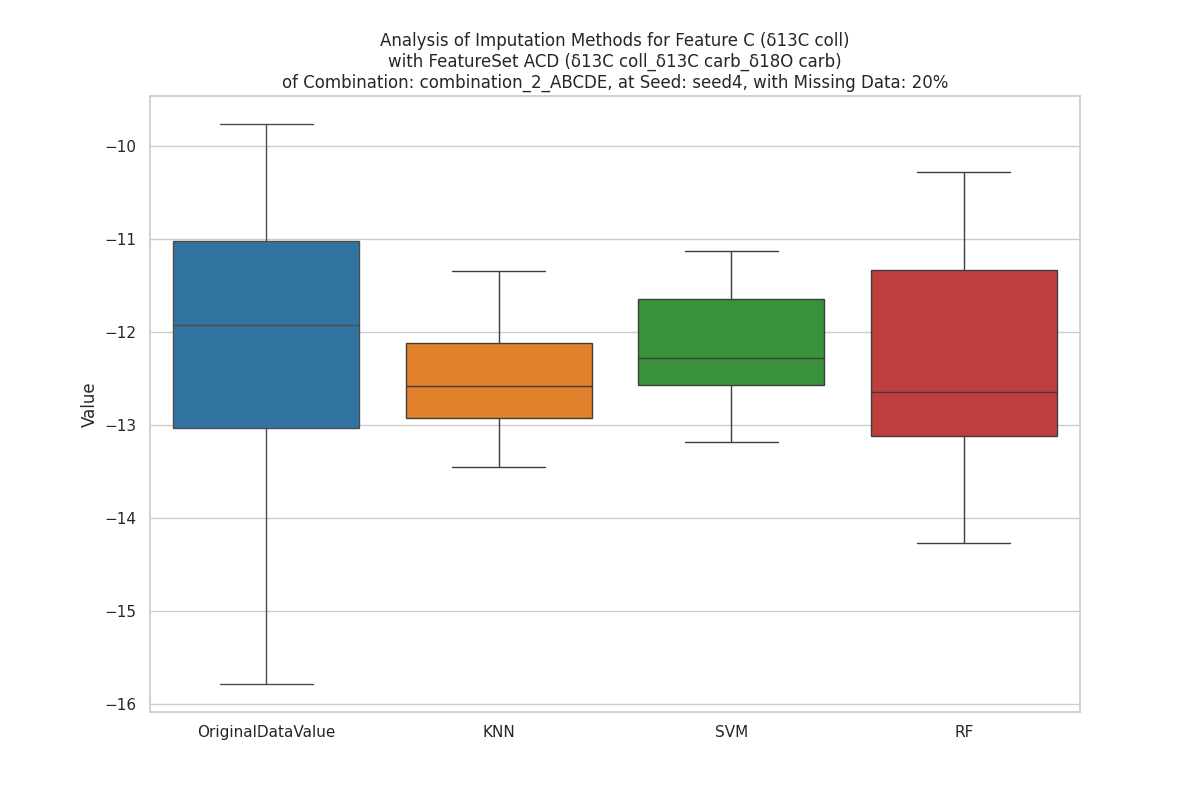 Analysis of Imputation Methods for Feature C (δ13C coll)
with FeatureSet ACD (δ13C coll_δ13C carb_δ18O carb)
of Combination: combination_2_ABCDE, at Seed: seed4, with Missing Data: 20%
−10
−11
−12
−13
−14
−15
−16
Value
OriginalDataValue KNN SVM RF